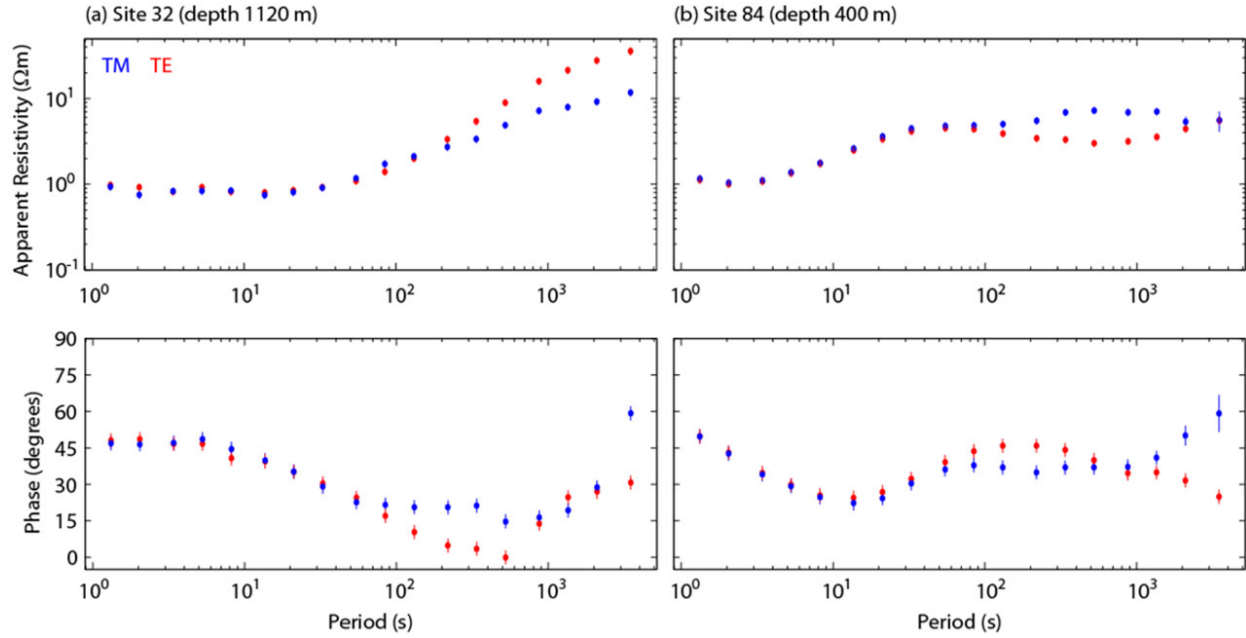 (a) Site 32 (depth 1120 m)
(b) Site 84 (depth 400 m)
TM TE
Apparent Resistivity (Ωm)
10¹
10⁰
10⁻¹
10⁰ 10¹ 10² 10³
10⁰ 10¹ 10² 10³
Phase (degrees)
90
75
60
45
30
15
0
10⁰ 10¹ 10² 10³
10⁰ 10¹ 10² 10³
Period (s)
Period (s)